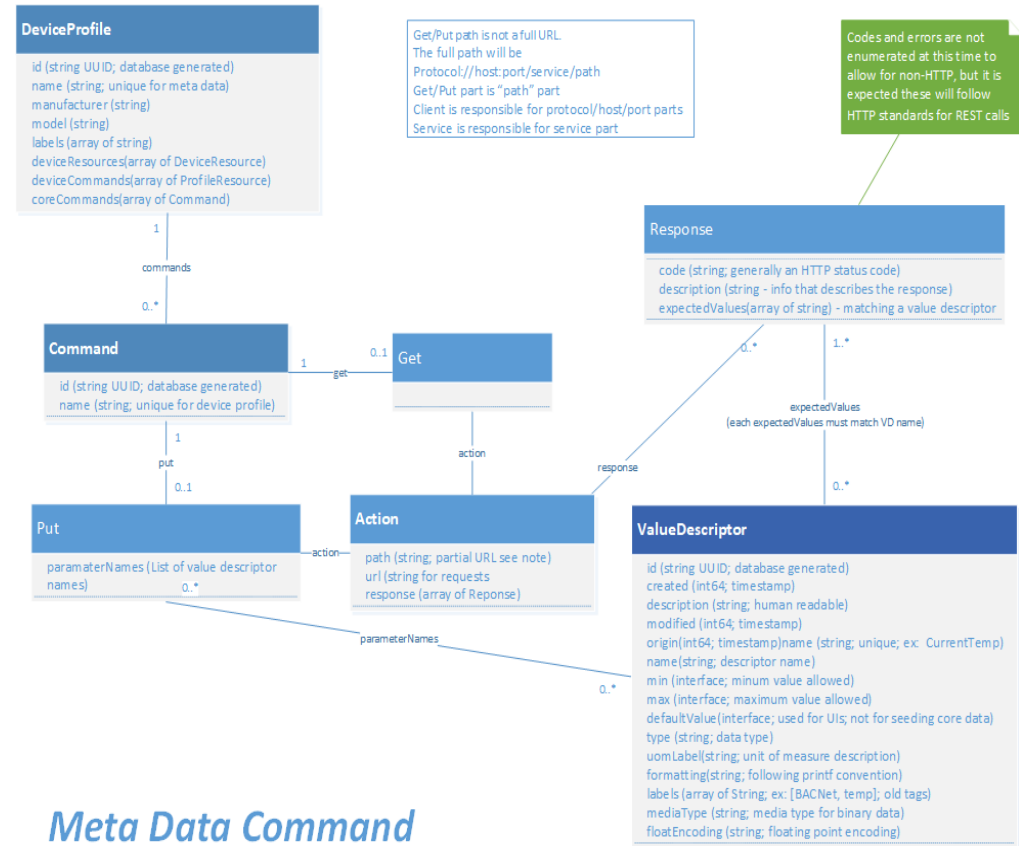 DeviceProfile
id (string UUID; database generated)
name (string; unique for meta data)
manufacturer (string)
model (string)
labels (array of string)
deviceResources(array of DeviceResource)
deviceCommands(array of ProfileResource)
coreCommands(array of Command)
Get/Put path is not a full URL.
The full path will be
Protocol://host:port/service/path
Get/Put part is “path” part
Client is responsible for protocol/host/port parts
Service is responsible for service part
Codes and errors are not
enumerated at this time to
allow for non-HTTP, but it is
expected these will follow
HTTP standards for REST calls
1
commands
0..*
Response
code (string; generally an HTTP status code)
description (string - info that describes the response)
expectedValues(array of string) - matching a value descriptor
Command
id (string UUID; database generated)
name (string; unique for device profile)
1
get
0..1
Get
0..*
1..*
expectedValues
(each expectedValues must match VD name)
0..*
1
put
0..1
action
response
Put
paramaterNames (List of value descriptor
names)
0..*
action
Action
path (string; partial URL see note)
url (string for requests
response (array of Reponse)
parameterNames
0..*
ValueDescriptor
id (string UUID; database generated)
created (int64; timestamp)
description (string; human readable)
modified (int64; timestamp)
origin(int64; timestamp)name (string; unique; ex: CurrentTemp)
name(string; descriptor name)
min (interface; minum value allowed)
max (interface; maximum value allowed)
defaultValue(interface; used for UIs; not for seeding core data)
type (string; data type)
uomLabel(string; unit of measure description)
formatting(string; following printf convention)
labels (array of String; ex: [BACNet, temp]; old tags)
mediaType (string; media type for binary data)
floatEncoding (string; floating point encoding)
Meta Data Command